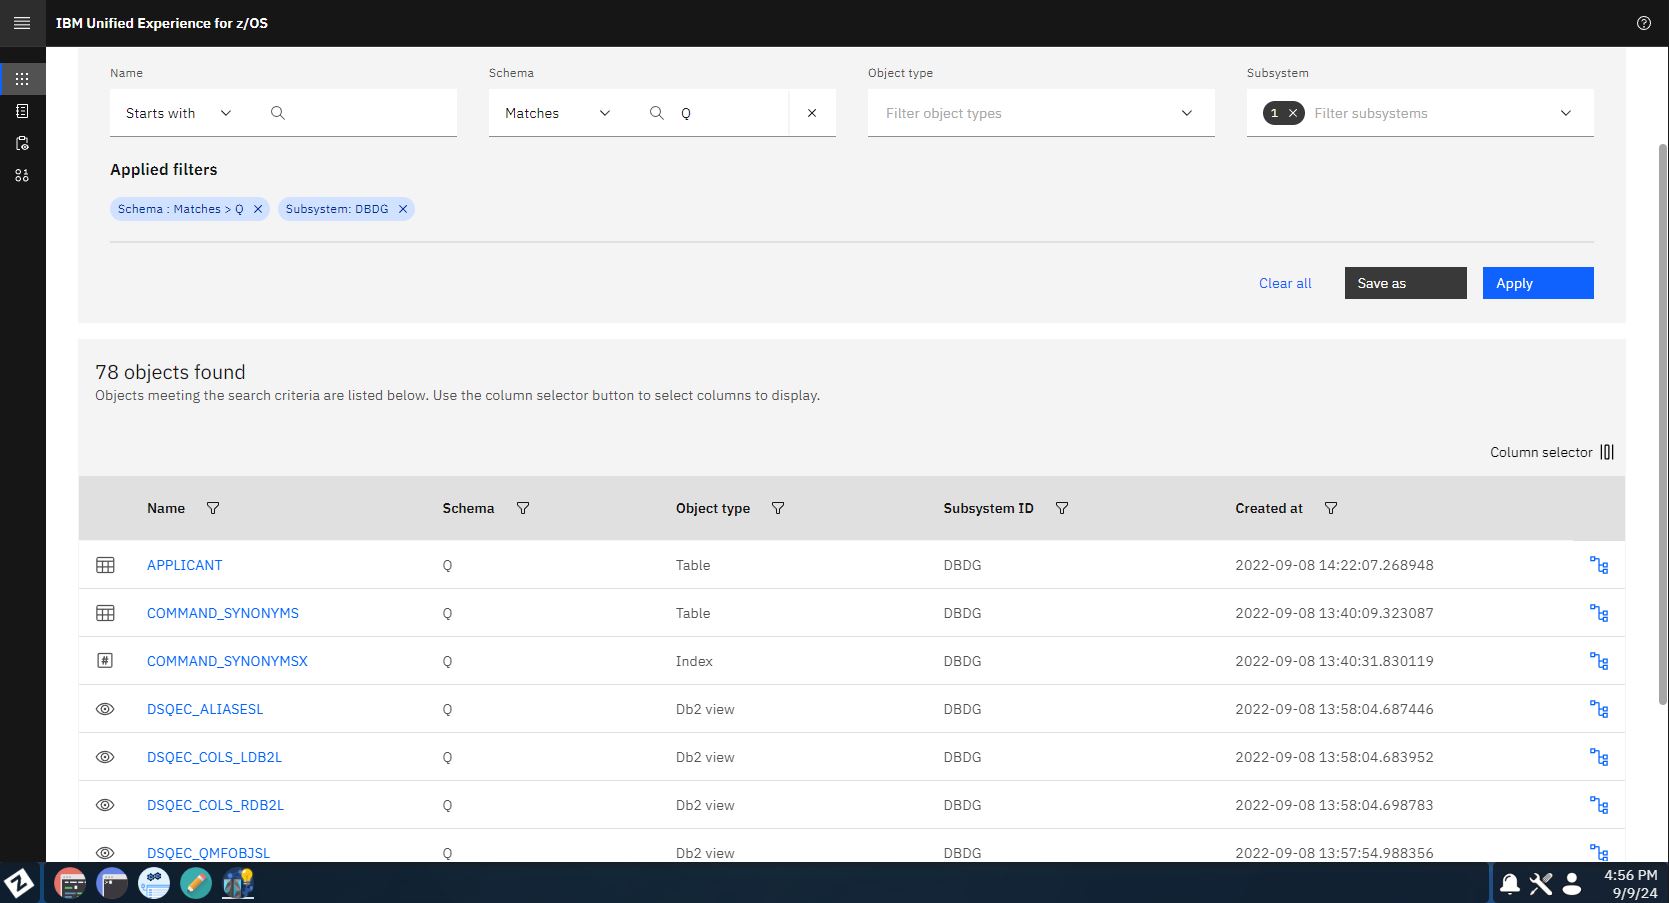 IBM Unified Experience for z/OS
Name Schema Object type Subsystem
Starts with Matches Q Filter object types 1 Filter subsystems
Applied filters
Schema : Matches > Q Subsystem: DBDG
Clear all Save as Apply
78 objects found
Objects meeting the search criteria are listed below. Use the column selector button to select columns to display.
Column selector
Name Schema Object type Subsystem ID Created at
APPLICANT Q Table DBDG 2022-09-08 14:22:07.268948
COMMAND_SYNONYMS Q Table DBDG 2022-09-08 13:40:09.323087
# COMMAND_SYNONYMSX Q Index DBDG 2022-09-08 13:40:31.830119
DSQEC_ALIASESL Q Db2 view DBDG 2022-09-08 13:58:04.687446
DSQEC_COLS_LDB2L Q Db2 view DBDG 2022-09-08 13:58:04.683952
DSQEC_COLS_RDB2L Q Db2 view DBDG 2022-09-08 13:58:04.698783
DSQEC_QMFOBJSL Q Db2 view DBDG 2022-09-08 13:57:54.988356
Z
4:56 PM
9/9/24